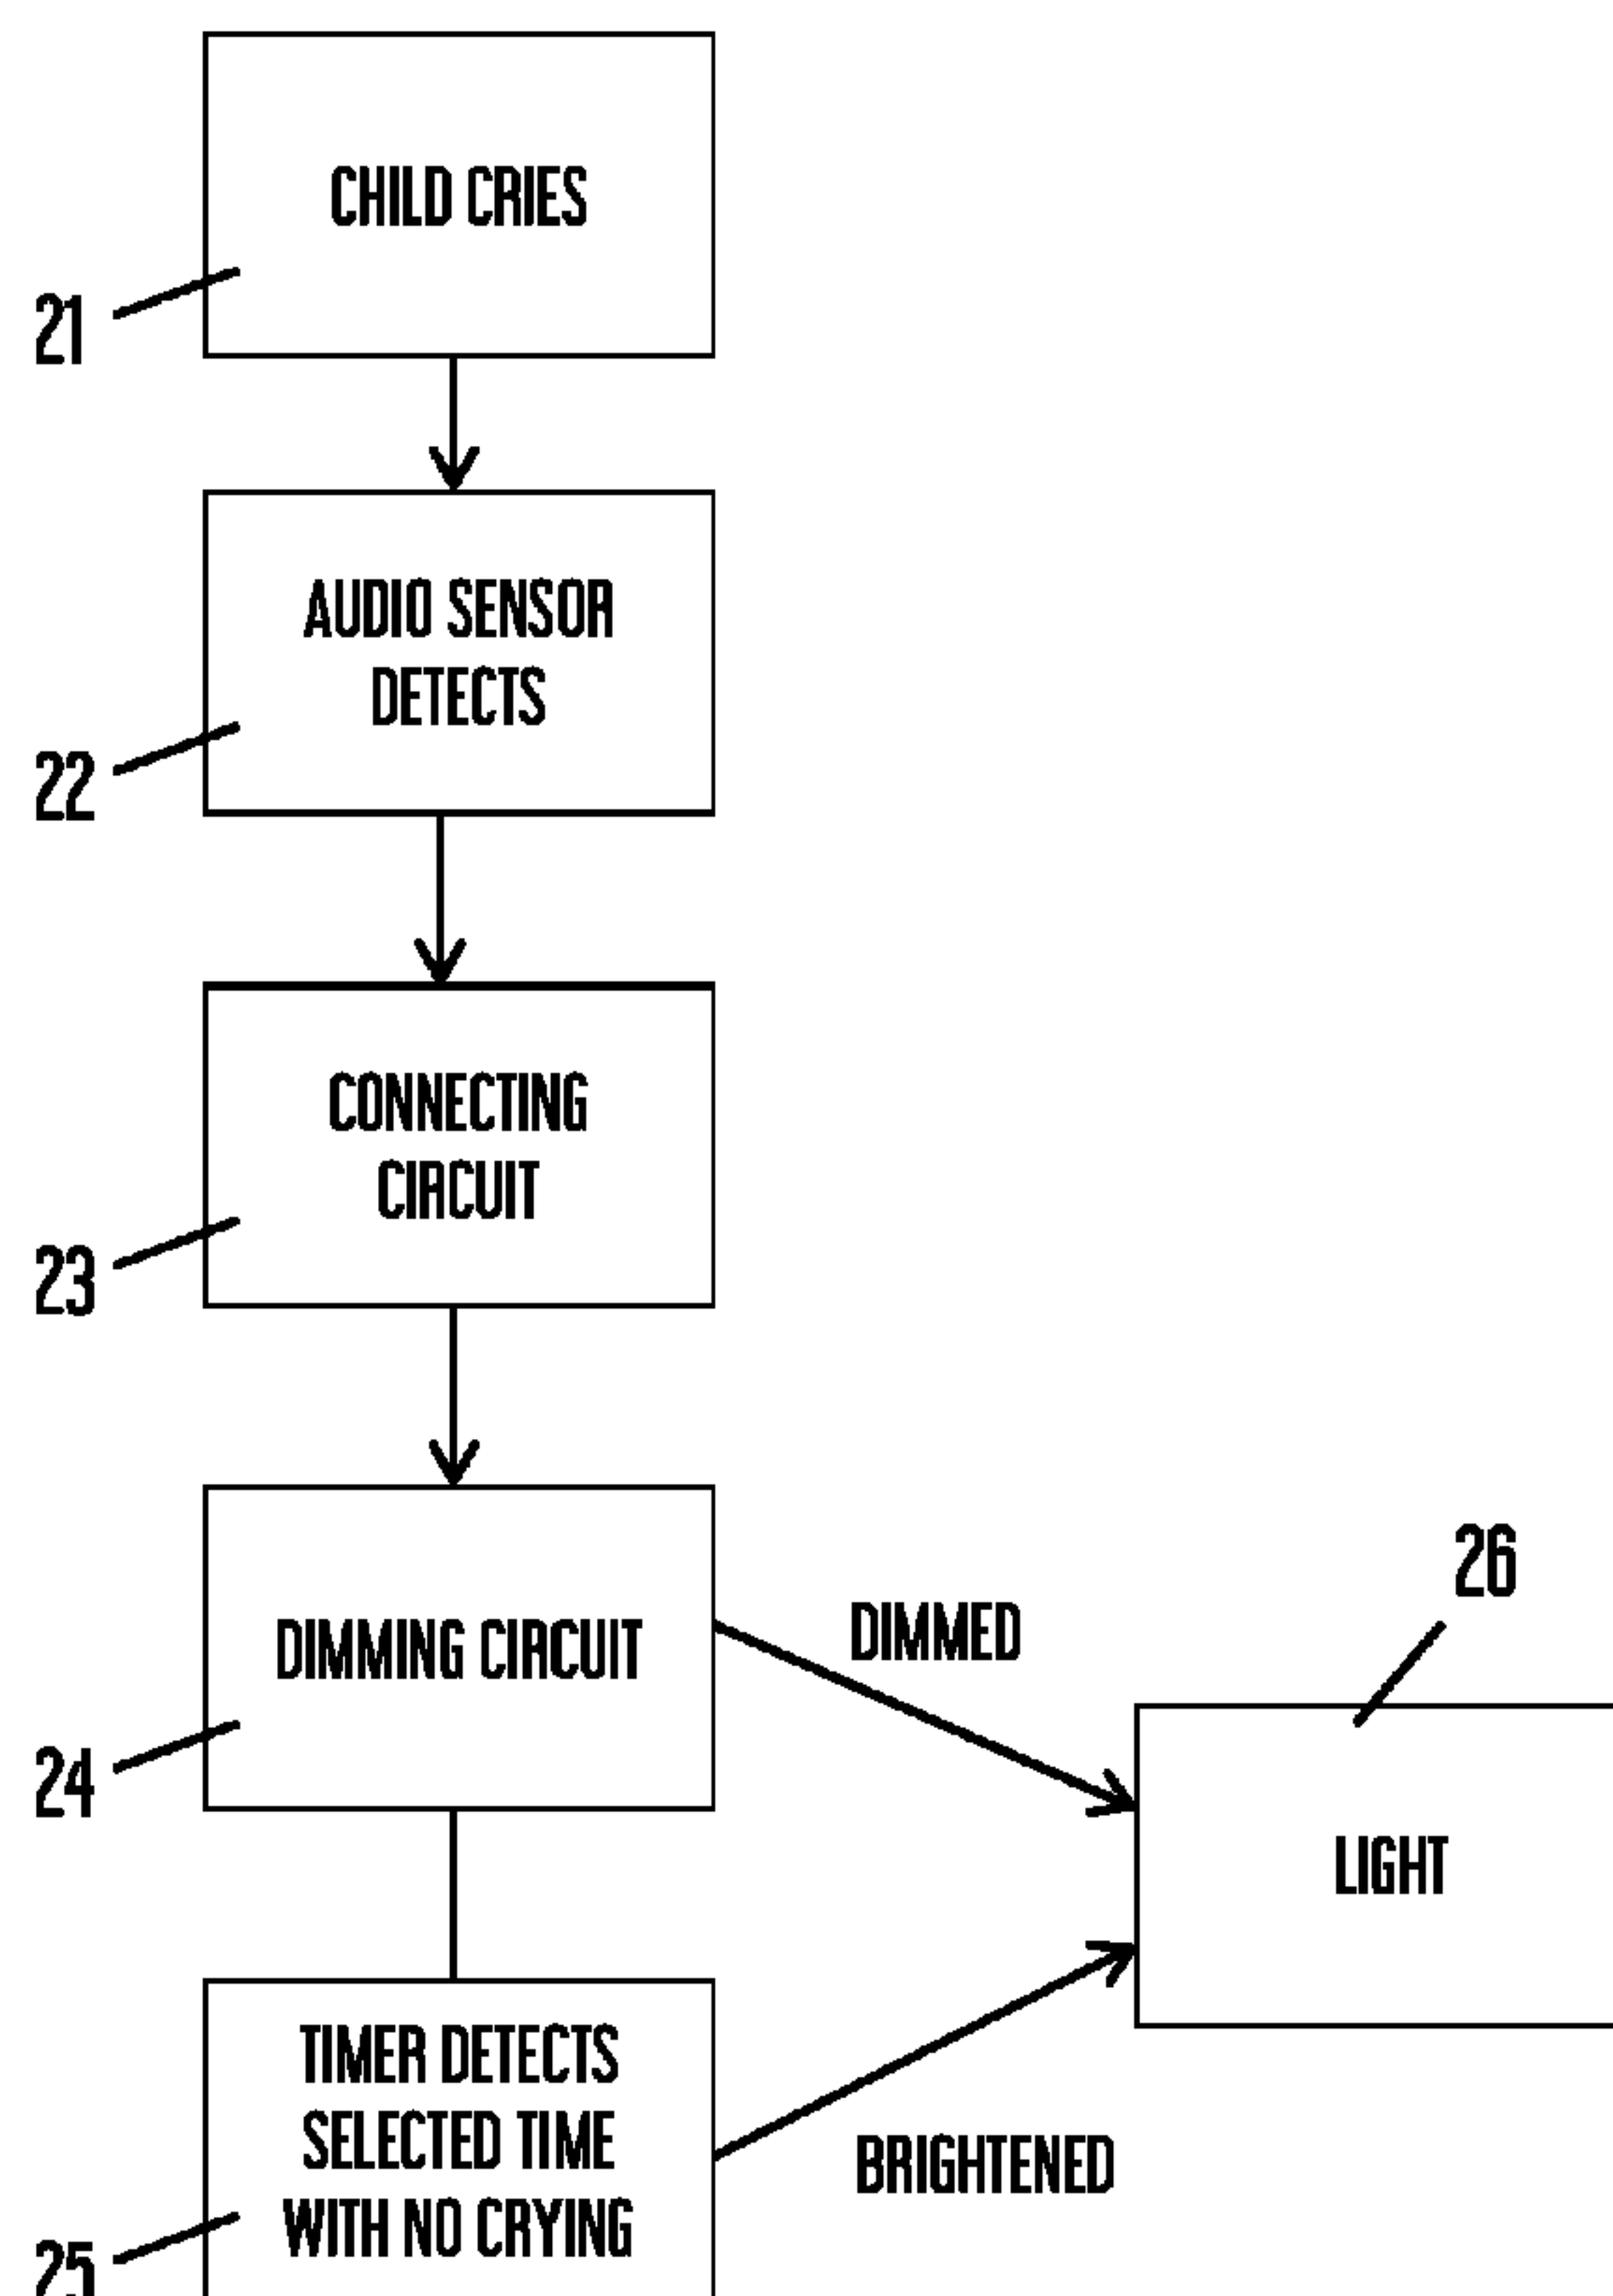 CHILD CRIES
21
AUDIO SENSOR
DETECTS
22
CONNECTING
CIRCUIT
23
26
DIMMED
DIMMING CIRCUIT
24
LIGHT
TIMER DETECTS
SELECTED TIME
WITH NO CRYING
BRIGHTENED
25